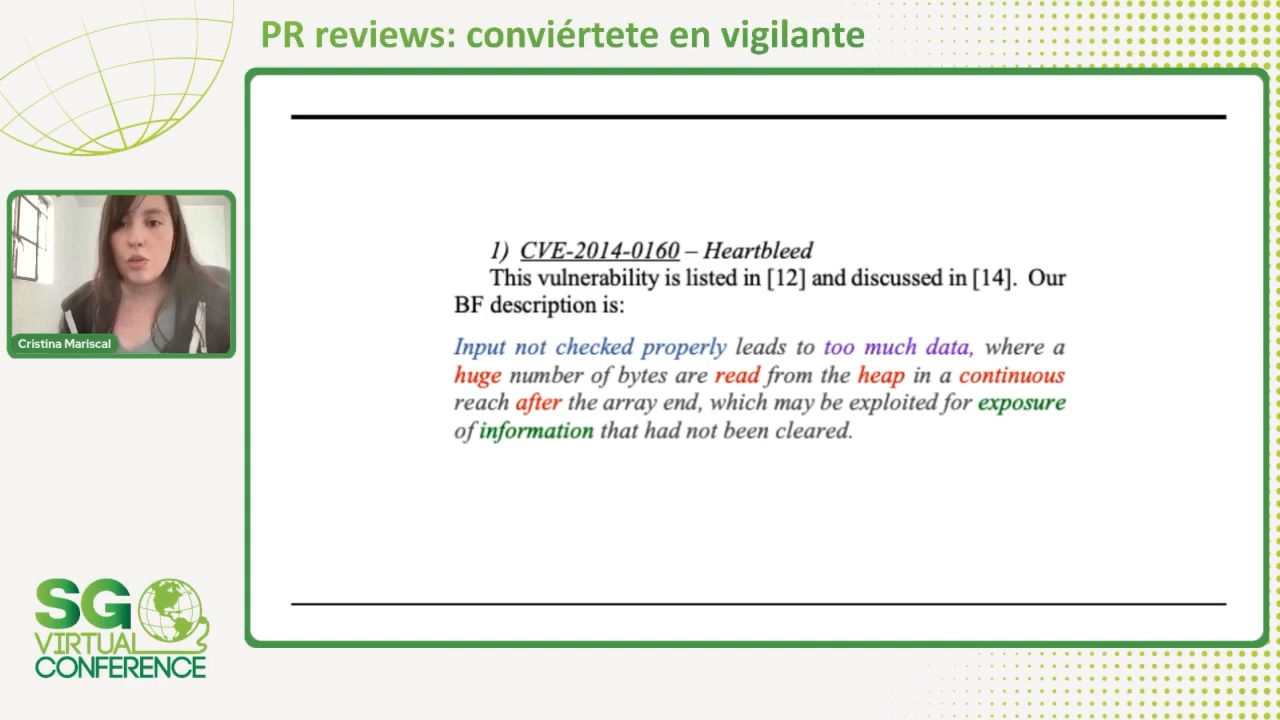 PR reviews: conviértete en vigilante
1) CVE-2014-0160 – Heartbleed
This vulnerability is listed in [12] and discussed in [14]. Our
BF description is:
Input not checked properly leads to too much data, where a
huge number of bytes are read from the heap in a continuous
reach after the array end, which may be exploited for exposure
of information that had not been cleared.
Cristina Mariscal
SG
VIRTUAL
CONFERENCE